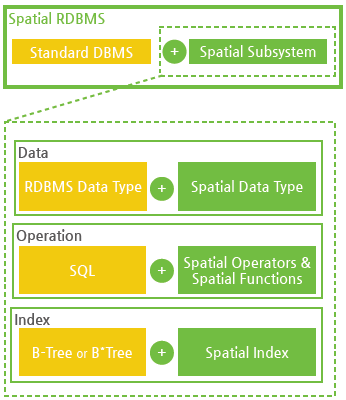 Spatial RDBMS
Standard DBMS + Spatial Subsystem
Data
RDBMS Data Type + Spatial Data Type
Operation
SQL + Spatial Operators &
Spatial Functions
Index
B-Tree or B*Tree + Spatial Index